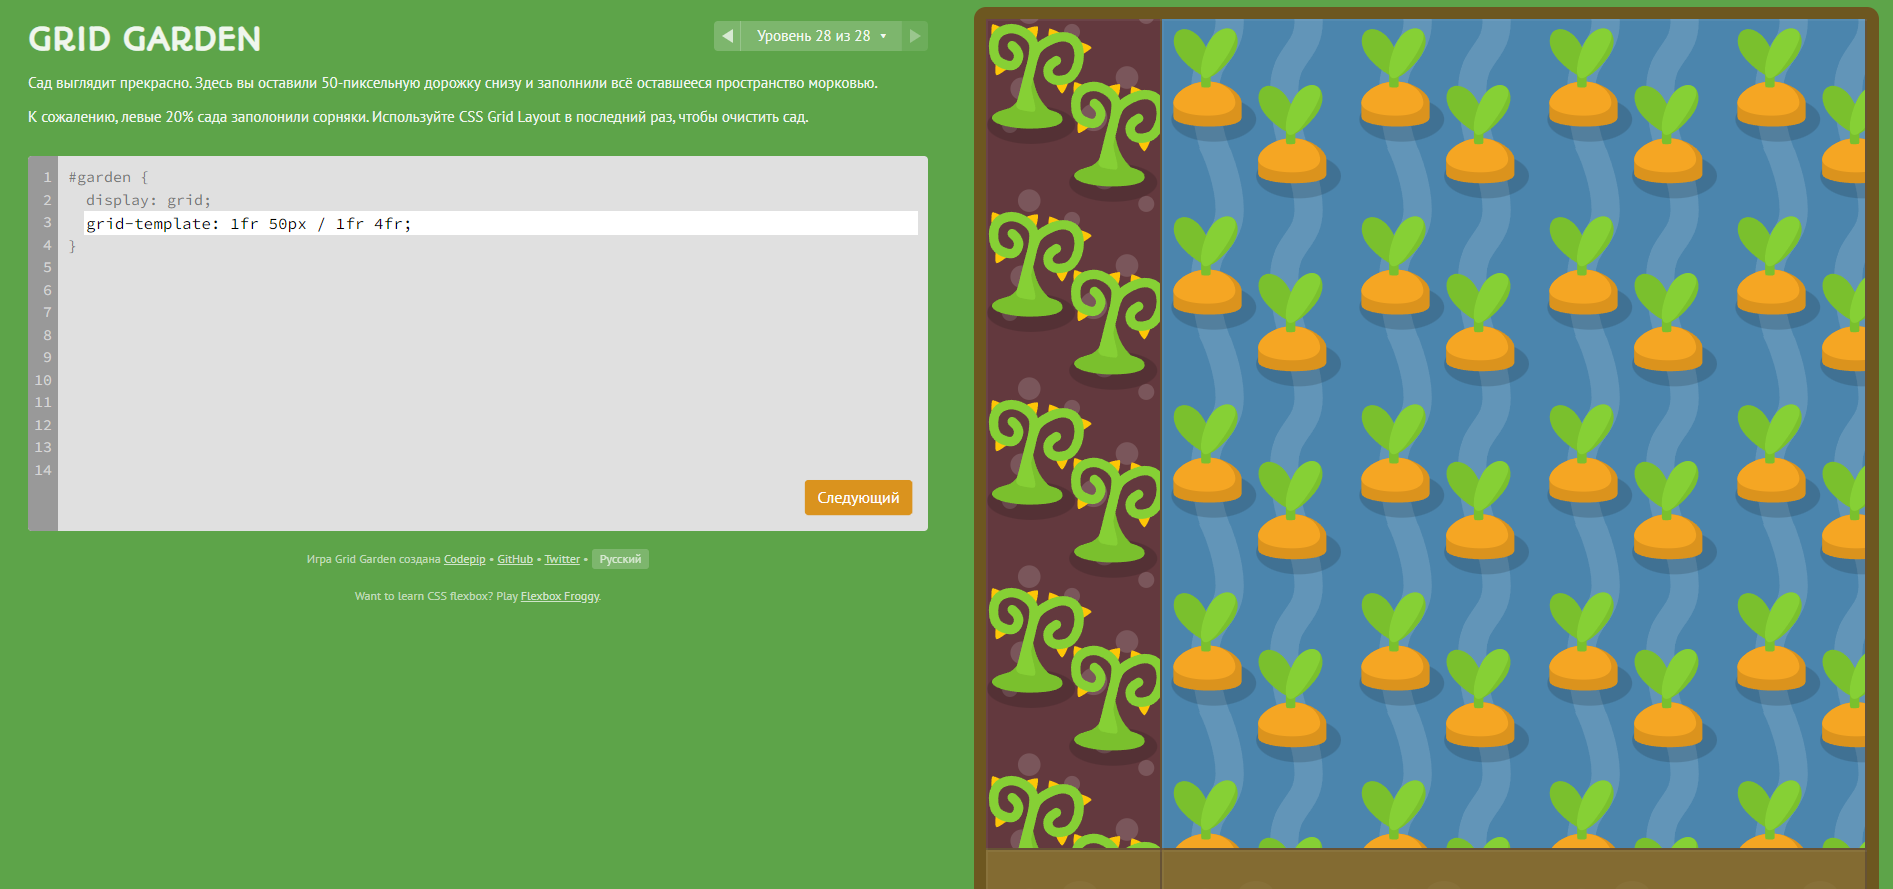 GRID GARDEN
Уровень 28 из 28
Сад выглядит прекрасно. Здесь вы оставили 50-пиксельную дорожку снизу и заполнили всё оставшееся пространство морковью.
К сожалению, левые 20% сада заполонили сорняки. Используйте CSS Grid Layout в последний раз, чтобы очистить сад.
1 #garden {
2 display: grid;
3 grid-template: 1fr 50px / 1fr 4fr;
4 }
5
6
7
8
9
10
11
12
13
14
Следующий
Игра Grid Garden создана Codepip • GitHub • Twitter • Русский
Want to learn CSS flexbox? Play Flexbox Froggy.